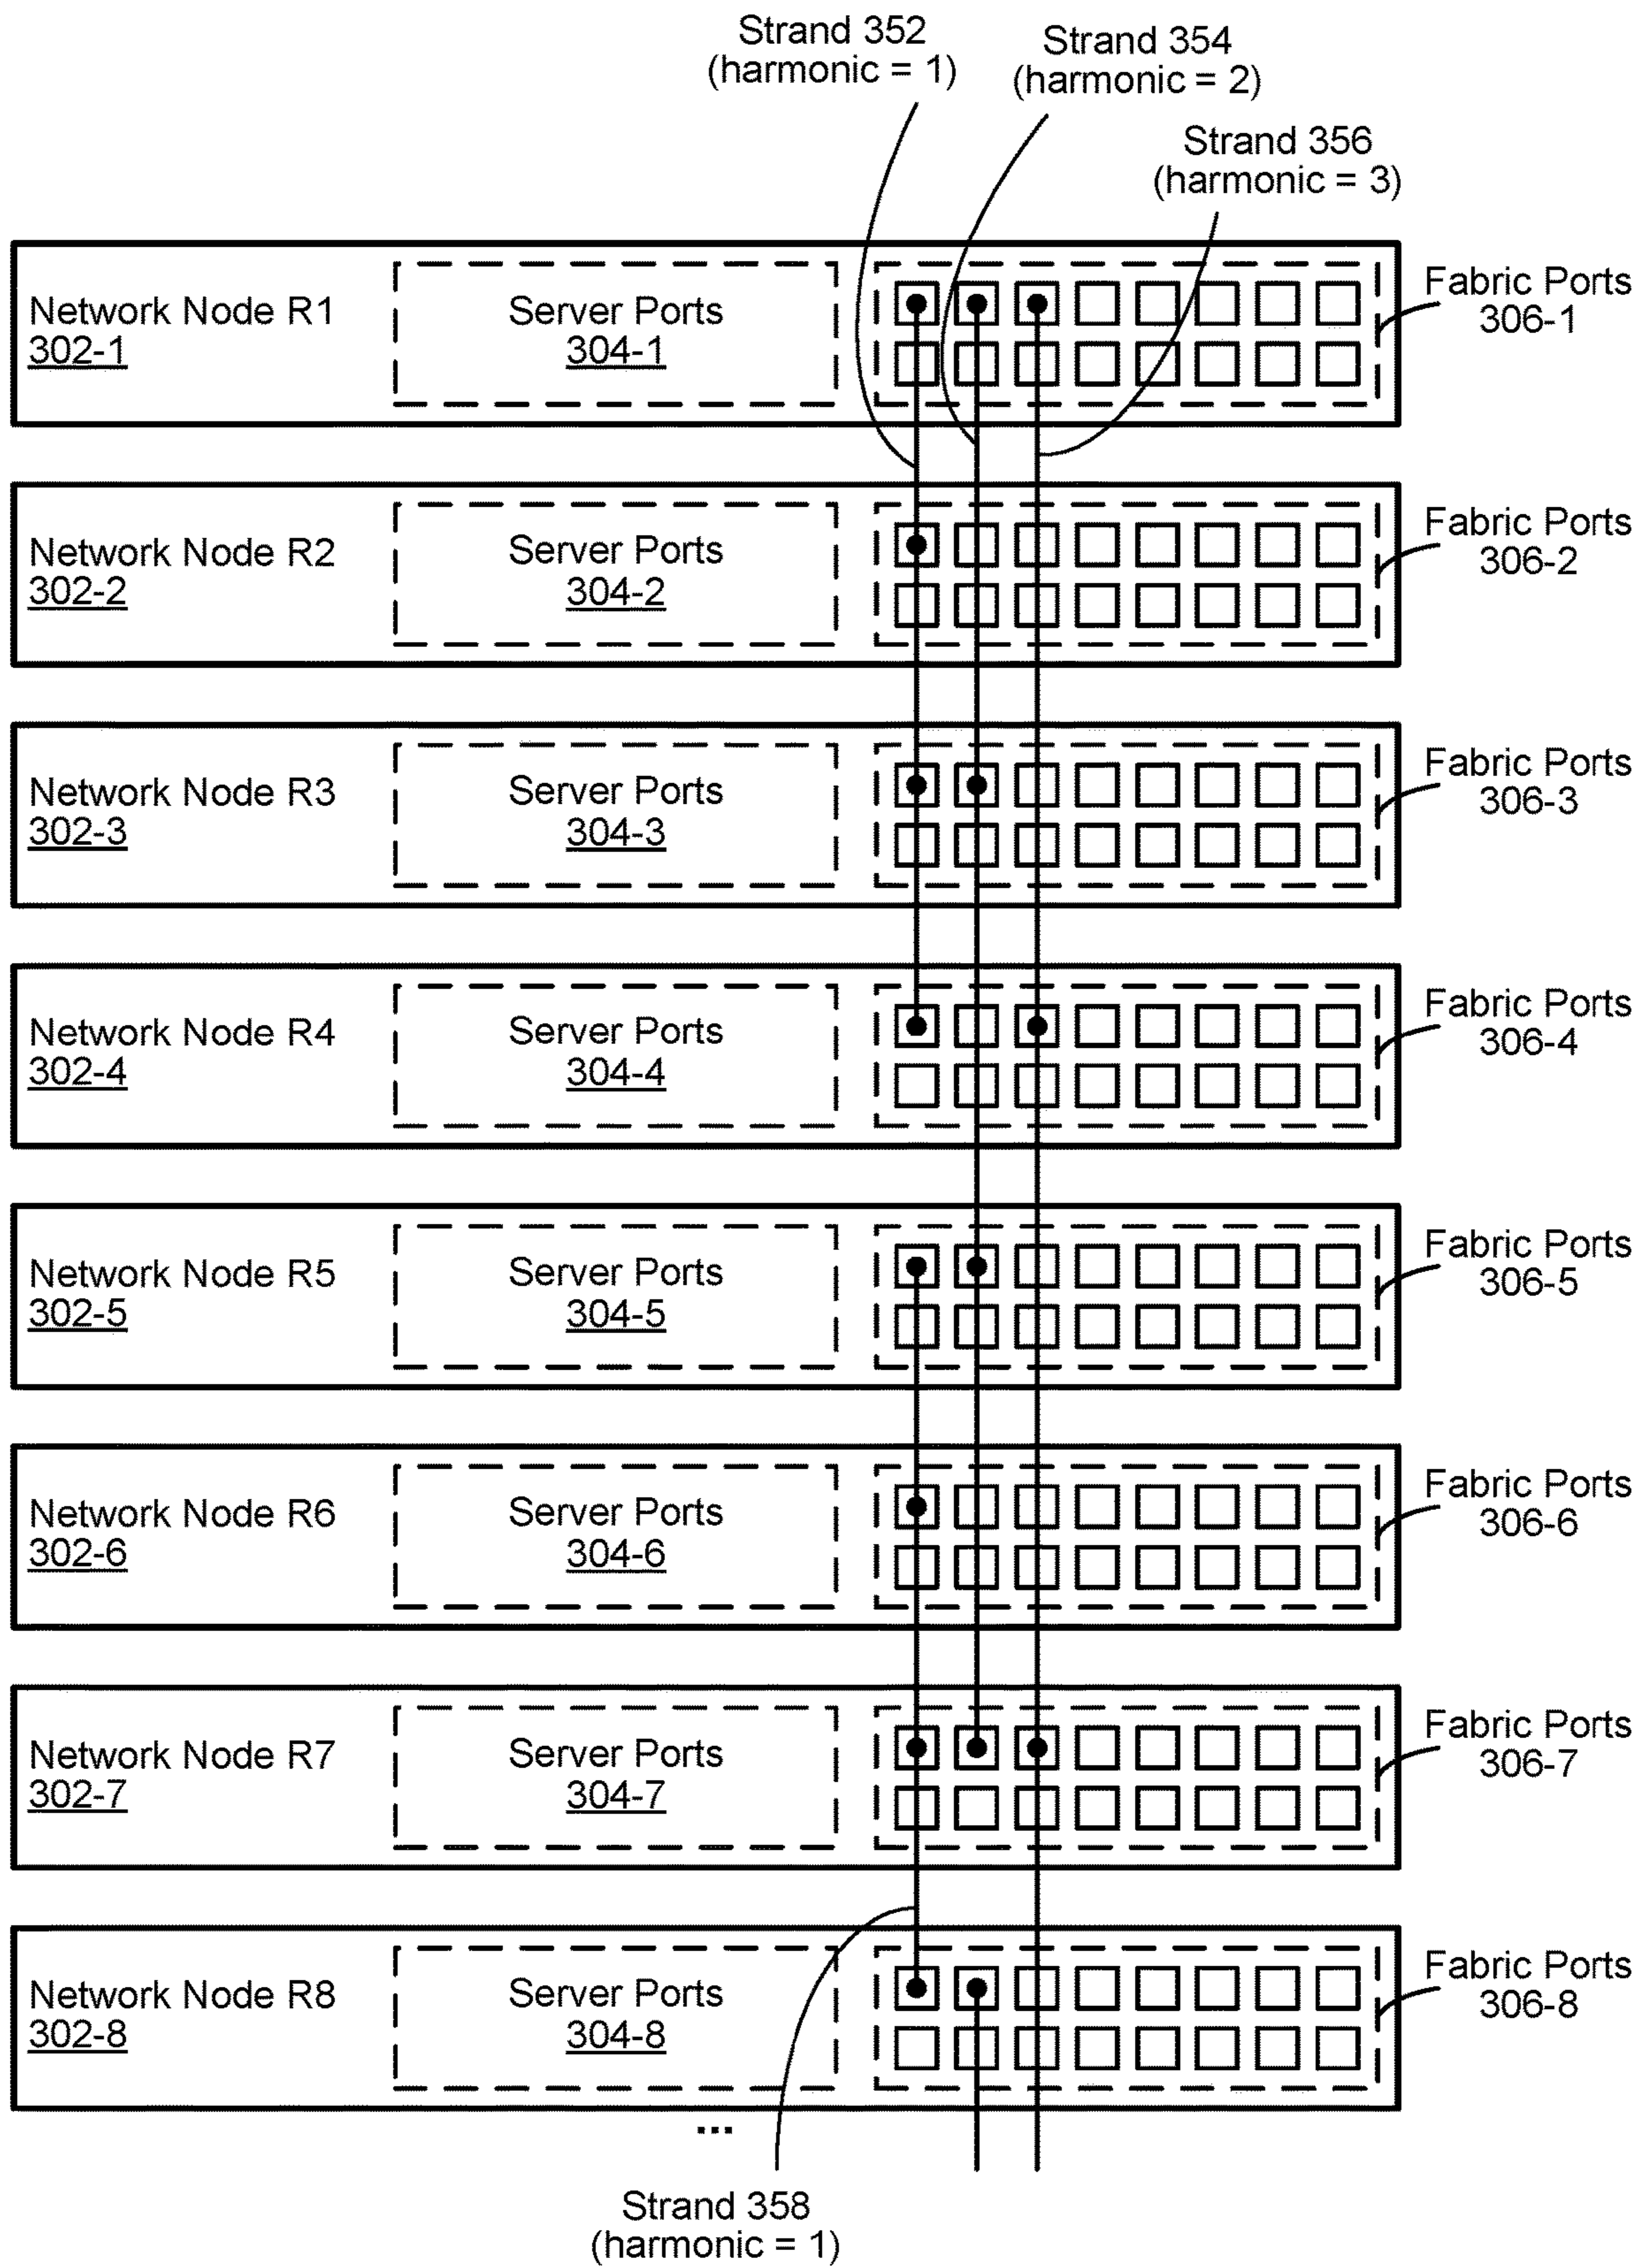 Strand 352
(harmonic = 1)
Strand 354
(harmonic = 2)
Strand 356
(harmonic = 3)
Network Node R1
302-1
Server Ports
304-1
Fabric Ports
306-1
Network Node R2
302-2
Server Ports
304-2
Fabric Ports
306-2
Network Node R3
302-3
Server Ports
304-3
Fabric Ports
306-3
Network Node R4
302-4
Server Ports
304-4
Fabric Ports
306-4
Network Node R5
302-5
Server Ports
304-5
Fabric Ports
306-5
Network Node R6
302-6
Server Ports
304-6
Fabric Ports
306-6
Network Node R7
302-7
Server Ports
304-7
Fabric Ports
306-7
Network Node R8
302-8
Server Ports
304-8
Fabric Ports
306-8
...
Strand 358
(harmonic = 1)